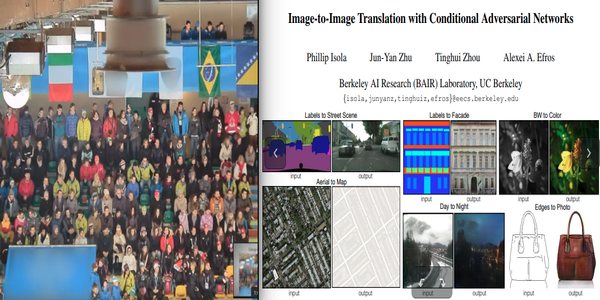 Image-to-Image Translation with Conditional Adversarial Networks
Phillip Isola Jun-Yan Zhu Tinghui Zhou Alexei A. Efros
Berkeley AI Research (BAIR) Laboratory, UC Berkeley
{isola,junyanz,tinghuiz,efros}@eecs.berkeley.edu
Labels to Street Scene Labels to Facade BW to Color
input output input output input output
Aerial to Map Day to Night Edges to Photo
input output input output input output